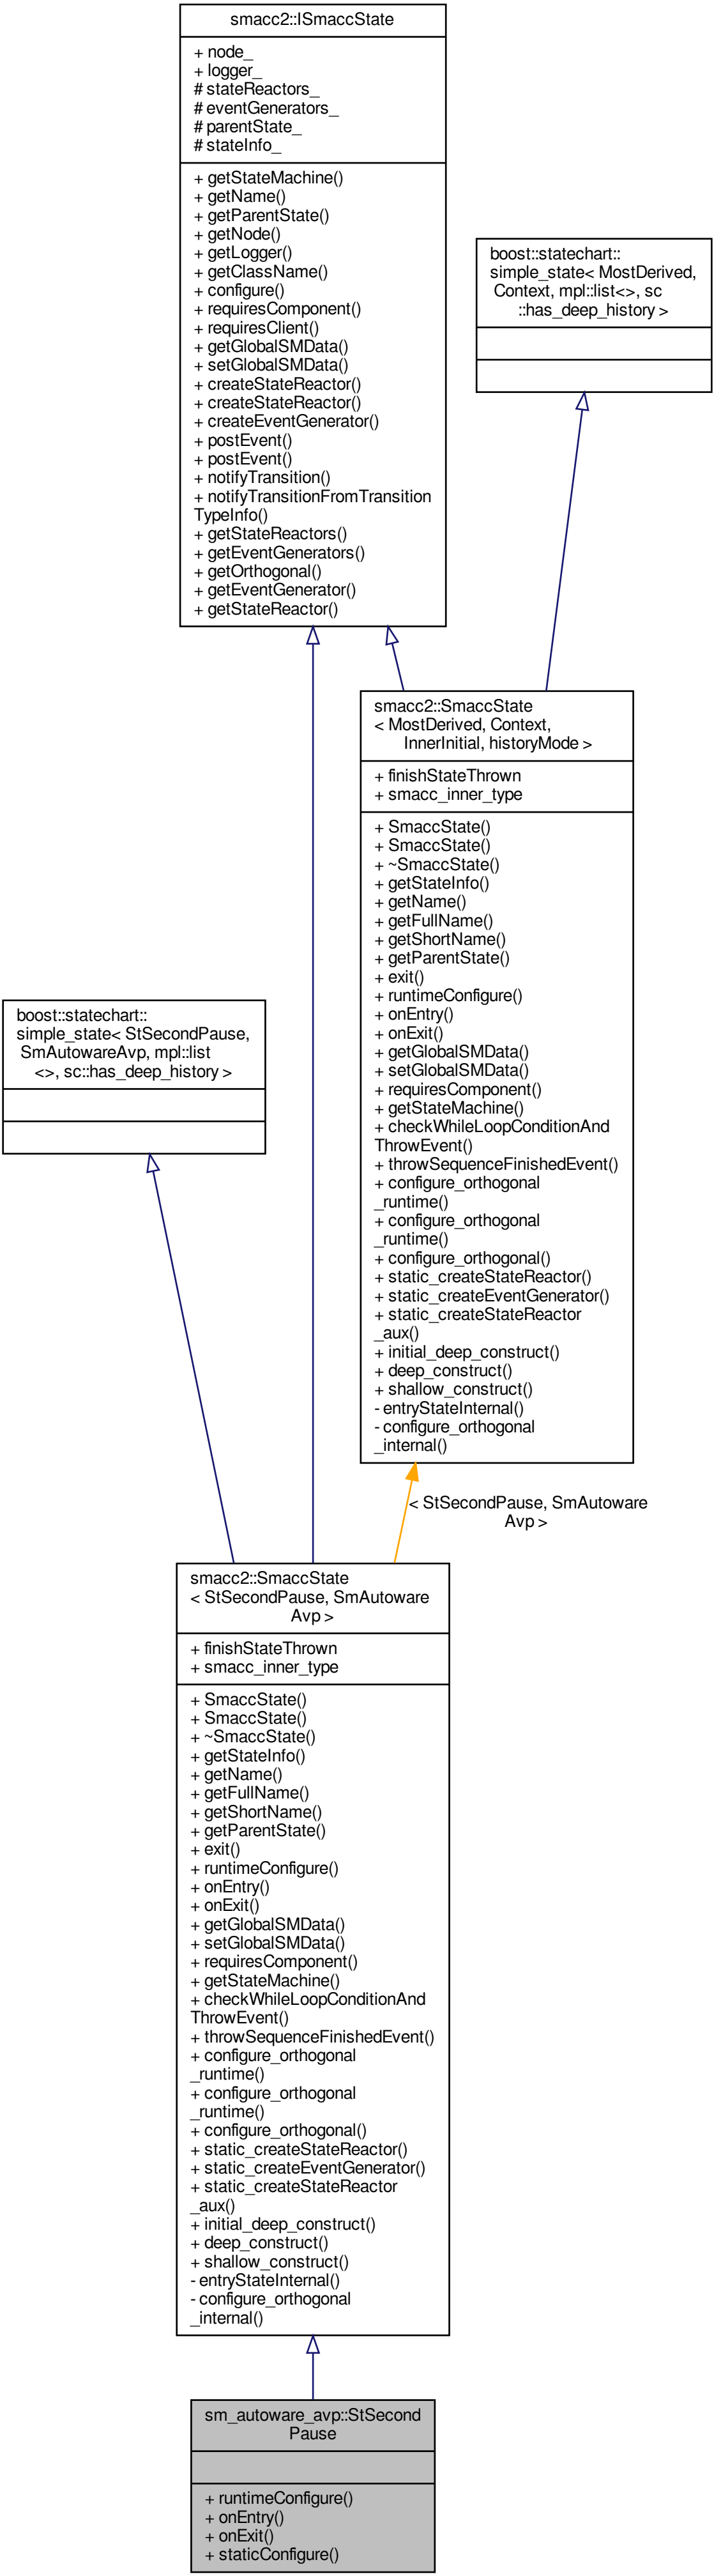 smacc2::ISmaccState
+ node_
+ logger_
# stateReactors_
# eventGenerators_
# parentState_
# stateInfo_
+ getStateMachine()
+ getName()
+ getParentState()
+ getNode()
+ getLogger()
+ getClassName()
+ configure()
+ requiresComponent()
+ requiresClient()
+ getGlobalSMData()
+ setGlobalSMData()
+ createStateReactor()
+ createStateReactor()
+ createEventGenerator()
+ postEvent()
+ postEvent()
+ notifyTransition()
+ notifyTransitionFromTransition
TypeInfo()
+ getStateReactors()
+ getEventGenerators()
+ getOrthogonal()
+ getEventGenerator()
+ getStateReactor()
boost::statechart::
simple_state< MostDerived,
Context, mpl::list<>, sc
::has_deep_history >
smacc2::SmaccState
< MostDerived, Context,
InnerInitial, historyMode >
+ finishStateThrown
+ smacc_inner_type
+ SmaccState()
+ SmaccState()
+ ~SmaccState()
+ getStateInfo()
+ getName()
+ getFullName()
+ getShortName()
+ getParentState()
+ exit()
+ runtimeConfigure()
+ onEntry()
+ onExit()
+ getGlobalSMData()
+ setGlobalSMData()
+ requiresComponent()
+ getStateMachine()
+ checkWhileLoopConditionAnd
ThrowEvent()
+ throwSequenceFinishedEvent()
+ configure_orthogonal
_runtime()
+ configure_orthogonal
_runtime()
+ configure_orthogonal()
+ static_createStateReactor()
+ static_createEventGenerator()
+ static_createStateReactor
_aux()
+ initial_deep_construct()
+ deep_construct()
+ shallow_construct()
- entryStateInternal()
- configure_orthogonal
_internal()
boost::statechart::
simple_state< StSecondPause,
SmAutowareAvp, mpl::list
<>, sc::has_deep_history >
< StSecondPause, SmAutoware
Avp >
smacc2::SmaccState
< StSecondPause, SmAutoware
Avp >
+ finishStateThrown
+ smacc_inner_type
+ SmaccState()
+ SmaccState()
+ ~SmaccState()
+ getStateInfo()
+ getName()
+ getFullName()
+ getShortName()
+ getParentState()
+ exit()
+ runtimeConfigure()
+ onEntry()
+ onExit()
+ getGlobalSMData()
+ setGlobalSMData()
+ requiresComponent()
+ getStateMachine()
+ checkWhileLoopConditionAnd
ThrowEvent()
+ throwSequenceFinishedEvent()
+ configure_orthogonal
_runtime()
+ configure_orthogonal
_runtime()
+ configure_orthogonal()
+ static_createStateReactor()
+ static_createEventGenerator()
+ static_createStateReactor
_aux()
+ initial_deep_construct()
+ deep_construct()
+ shallow_construct()
- entryStateInternal()
- configure_orthogonal
_internal()
sm_autoware_avp::StSecond
Pause
+ runtimeConfigure()
+ onEntry()
+ onExit()
+ staticConfigure()